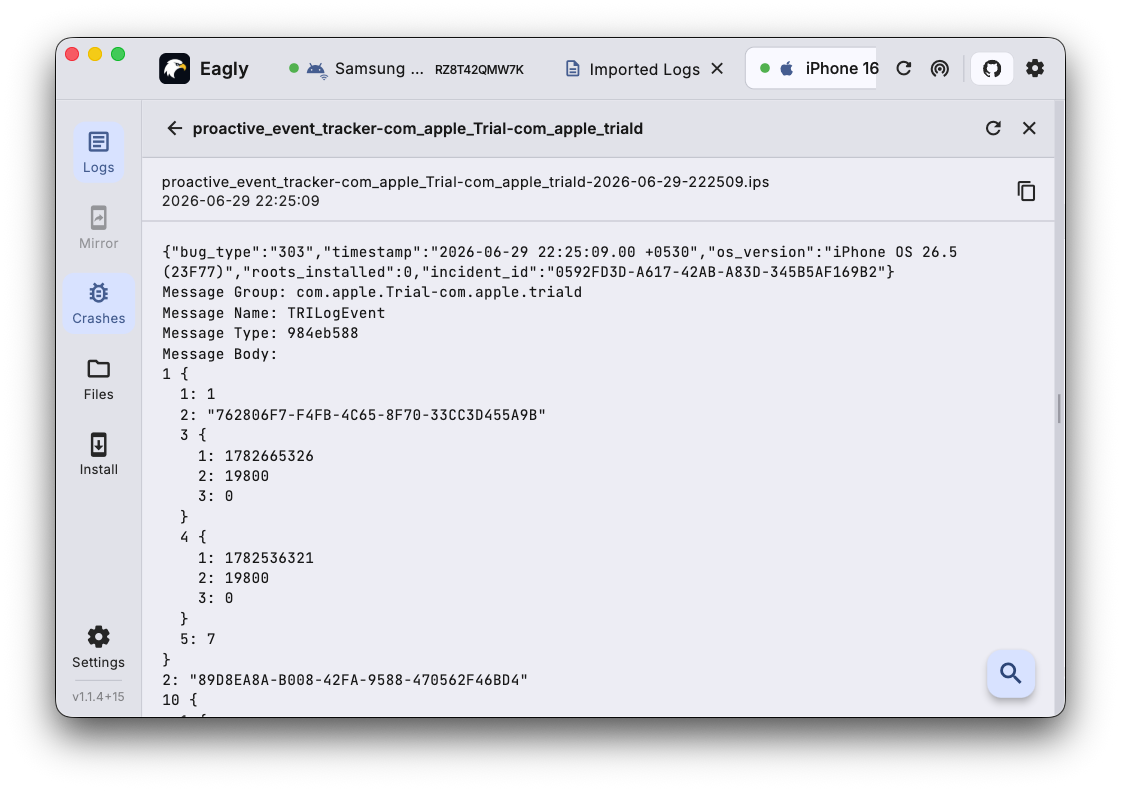 Eagly
Samsung ... RZ8T42QMW7K
Imported Logs
iPhone 16
Logs
Mirror
Crashes
Files
Install
Settings
v1.1.4+15
proactive_event_tracker-com_apple_Trial-com_apple_triald
proactive_event_tracker-com_apple_Trial-com_apple_triald-2026-06-29-222509.ips
2026-06-29 22:25:09
{"bug_type":"303","timestamp":"2026-06-29 22:25:09.00 +0530","os_version":"iPhone OS 26.5
(23F77)","roots_installed":0,"incident_id":"0592FD3D-A617-42AB-A83D-345B5AF169B2"}
Message Group: com.apple.Trial-com.apple.triald
Message Name: TRILogEvent
Message Type: 984eb588
Message Body:
1 {
  1: 1
  2: "762806F7-F4FB-4C65-8F70-33CC3D455A9B"
  3 {
    1: 1782665326
    2: 19800
    3: 0
  }
  4 {
    1: 1782536321
    2: 19800
    3: 0
  }
  5: 7
}
2: "89D8EA8A-B008-42FA-9588-470562F46BD4"
10 {